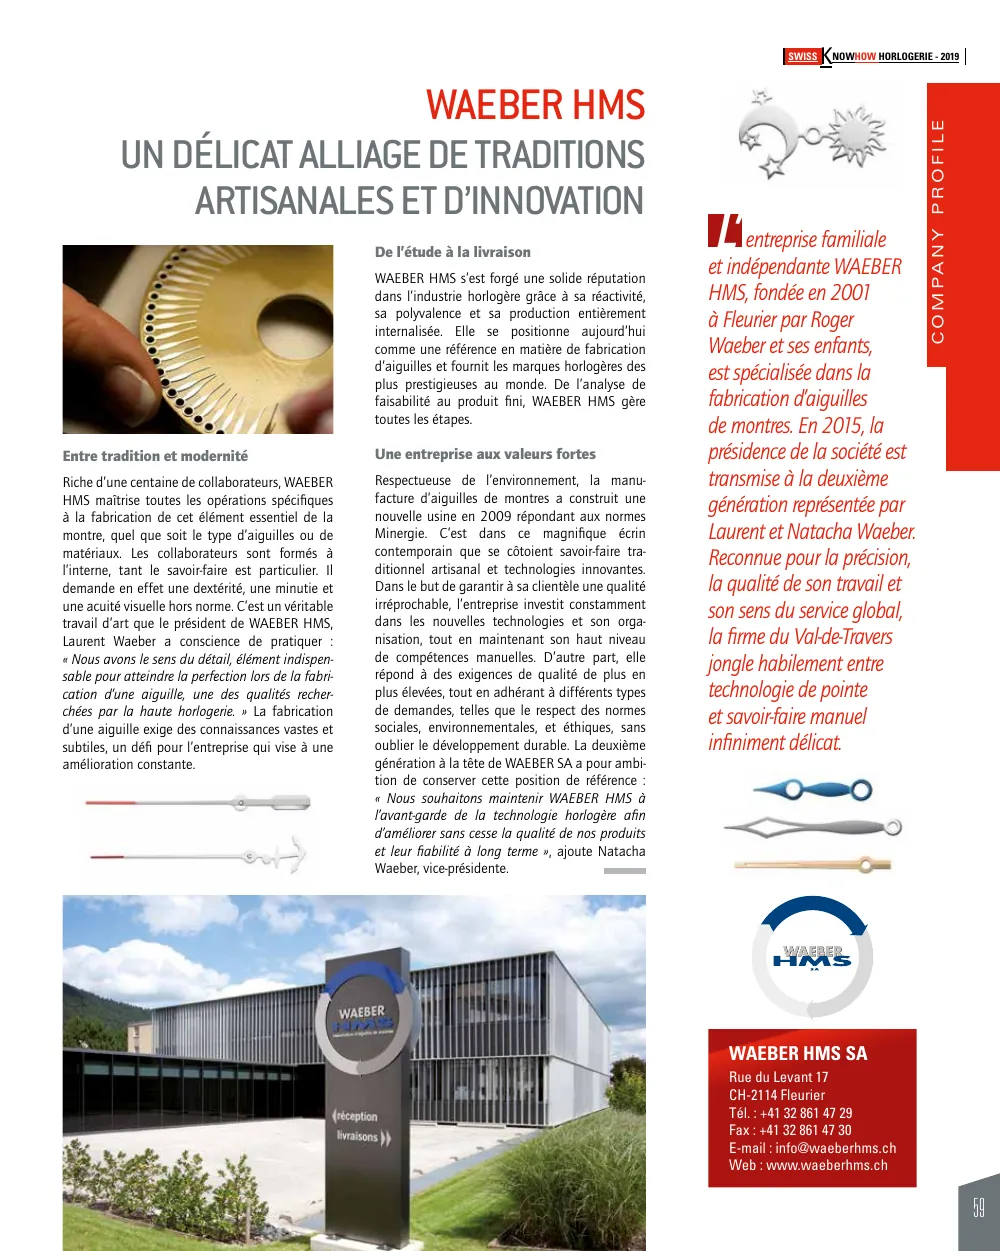 SWISS KNOWHOW HORLOGERIE - 2019
COMPANY PROFILE
WAEBER HMS
UN DÉLICAT ALLIAGE DE TRADITIONS
ARTISANALES ET D’INNOVATION
Entre tradition et modernité
Riche d’une centaine de collaborateurs, WAEBER
HMS maîtrise toutes les opérations spécifiques
à la fabrication de cet élément essentiel de la
montre, quel que soit le type d’aiguilles ou de
matériaux. Les collaborateurs sont formés à
l’interne, tant le savoir-faire est particulier. Il
demande en effet une dextérité, une minutie et
une acuité visuelle hors norme. C’est un véritable
travail d’art que le président de WAEBER HMS,
Laurent Waeber a conscience de pratiquer :
« Nous avons le sens du détail, élément indispen-
sable pour atteindre la perfection lors de la fabri-
cation d’une aiguille, une des qualités recher-
chées par la haute horlogerie. » La fabrication
d’une aiguille exige des connaissances vastes et
subtiles, un défi pour l’entreprise qui vise à une
amélioration constante.
De l’étude à la livraison
WAEBER HMS s’est forgé une solide réputation
dans l’industrie horlogère grâce à sa réactivité,
sa polyvalence et sa production entièrement
internalisée. Elle se positionne aujourd’hui
comme une référence en matière de fabrication
d’aiguilles et fournit les marques horlogères des
plus prestigieuses au monde. De l’analyse de
faisabilité au produit fini, WAEBER HMS gère
toutes les étapes.
Une entreprise aux valeurs fortes
Respectueuse de l’environnement, la manu-
facture d’aiguilles de montres a construit une
nouvelle usine en 2009 répondant aux normes
Minergie. C’est dans ce magnifique écrin
contemporain que se côtoient savoir-faire tra-
ditionnel artisanal et technologies innovantes.
Dans le but de garantir à sa clientèle une qualité
irréprochable, l’entreprise investit constamment
dans les nouvelles technologies et son orga-
nisation, tout en maintenant son haut niveau
de compétences manuelles. D’autre part, elle
répond à des exigences de qualité de plus en
plus élevées, tout en adhérant à différents types
de demandes, telles que le respect des normes
sociales, environnementales, et éthiques, sans
oublier le développement durable. La deuxième
génération à la tête de WAEBER SA a pour ambi-
tion de conserver cette position de référence :
« Nous souhaitons maintenir WAEBER HMS à
l’avant-garde de la technologie horlogère afin
d’améliorer sans cesse la qualité de nos produits
et leur fiabilité à long terme », ajoute Natacha
Waeber, vice-présidente.
L’entreprise familiale
et indépendante WAEBER
HMS, fondée en 2001
à Fleurier par Roger
Waeber et ses enfants,
est spécialisée dans la
fabrication d’aiguilles
de montres. En 2015, la
présidence de la société est
transmise à la deuxième
génération représentée par
Laurent et Natacha Waeber.
Reconnue pour la précision,
la qualité de son travail et
son sens du service global,
la firme du Val-de-Travers
jongle habilement entre
technologie de pointe
et savoir-faire manuel
infiniment délicat.
WAEBER
HMS
SA
WAEBER
HMS
réception
livraisons
WAEBER HMS SA
Rue du Levant 17
CH-2114 Fleurier
Tél. : +41 32 861 47 29
Fax : +41 32 861 47 30
E-mail : info@waeberhms.ch
Web : www.waeberhms.ch
59